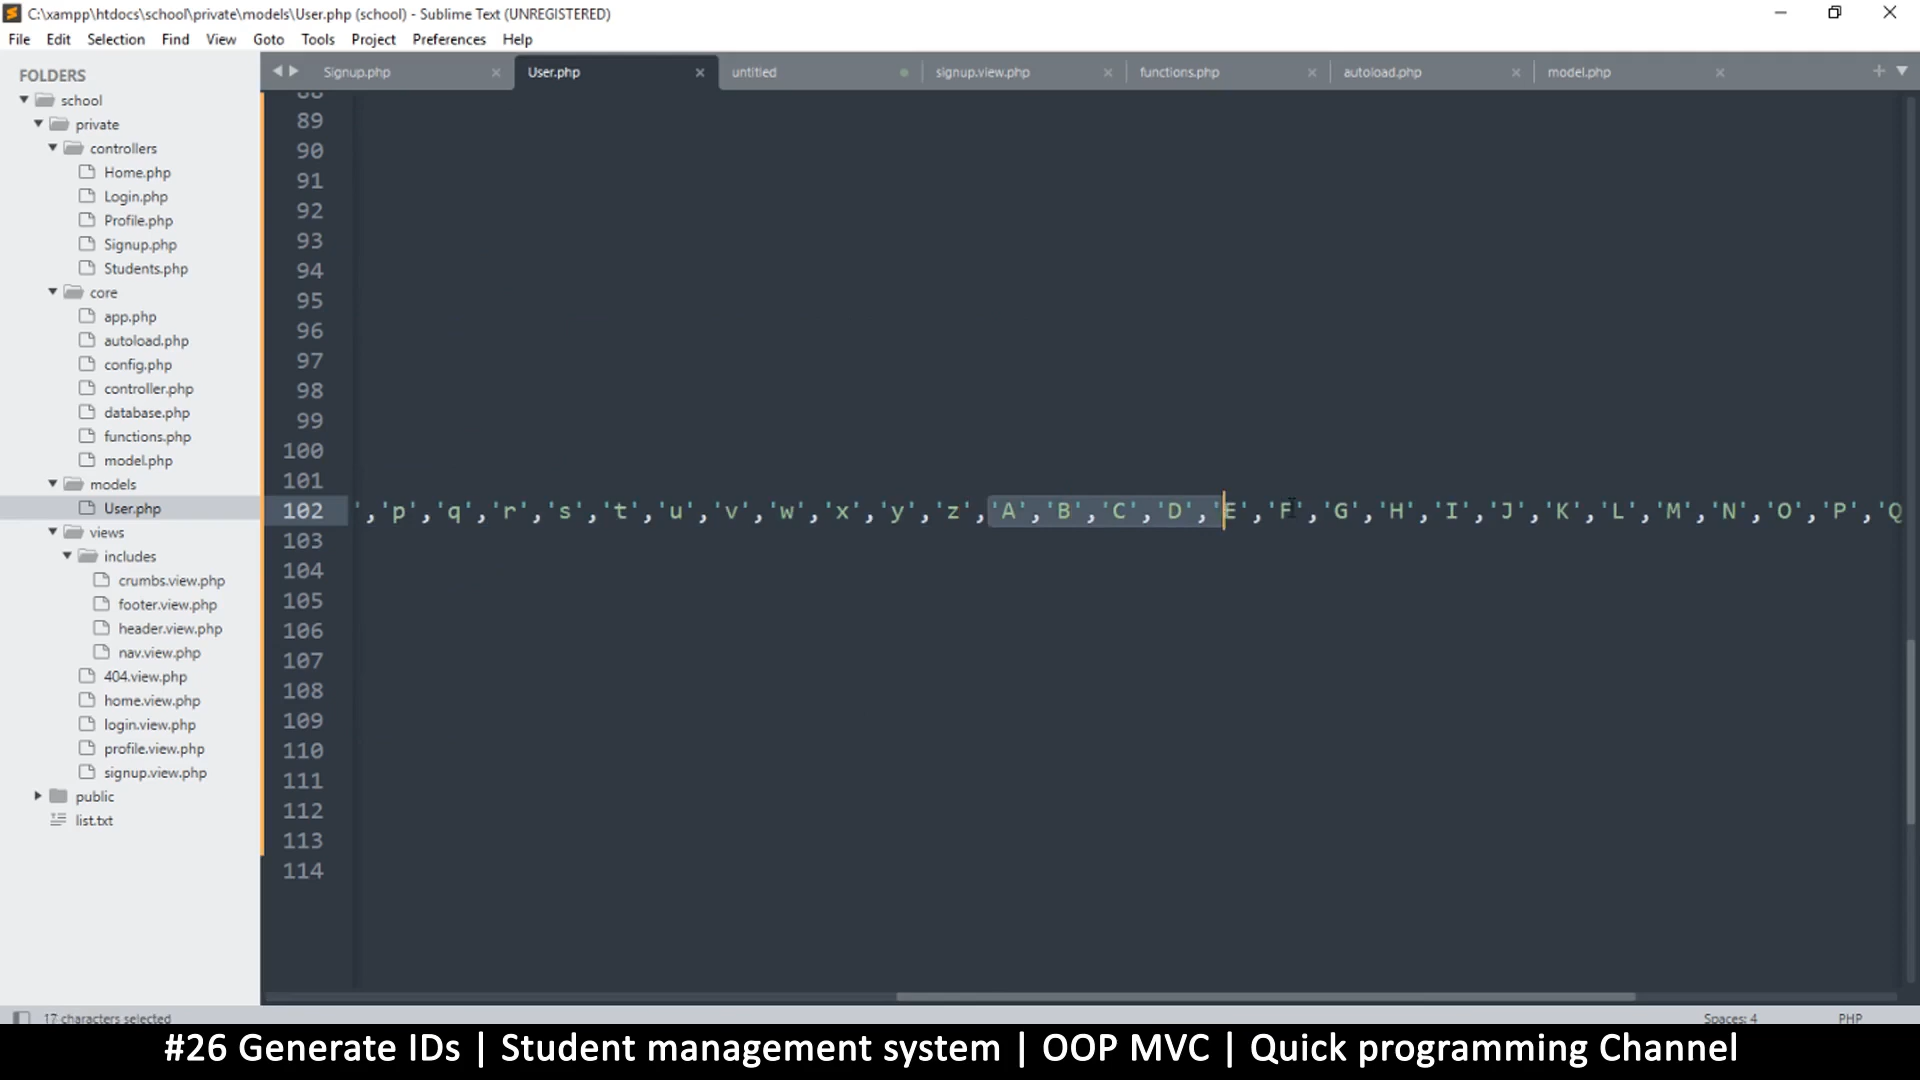 C:\xampp\htdocs\school\private\models\User.php (school) - Sublime Text (UNREGISTERED)
File Edit Selection Find View Goto Tools Project Preferences Help
FOLDERS
school
private
controllers
Home.php
Login.php
Profile.php
Signup.php
Students.php
core
app.php
autoload.php
config.php
controller.php
database.php
functions.php
model.php
models
User.php
views
includes
crumbs.view.php
footer.view.php
header.view.php
nav.view.php
404.view.php
home.view.php
login.view.php
profile.view.php
signup.view.php
public
list.txt
Signup.php User.php untitled signup.view.php functions.php autoload.php model.php
88
89
90
91
92
93
94
95
96
97
98
99
100
101
102 ','p','q','r','s','t','u','v','w','x','y','z','A','B','C','D','E','F','G','H','I','J','K','L','M','N','O','P','Q
103
104
105
106
107
108
109
110
111
112
113
114
17 characters selected Spaces: 4 PHP
#26 Generate IDs | Student management system | OOP MVC | Quick programming Channel